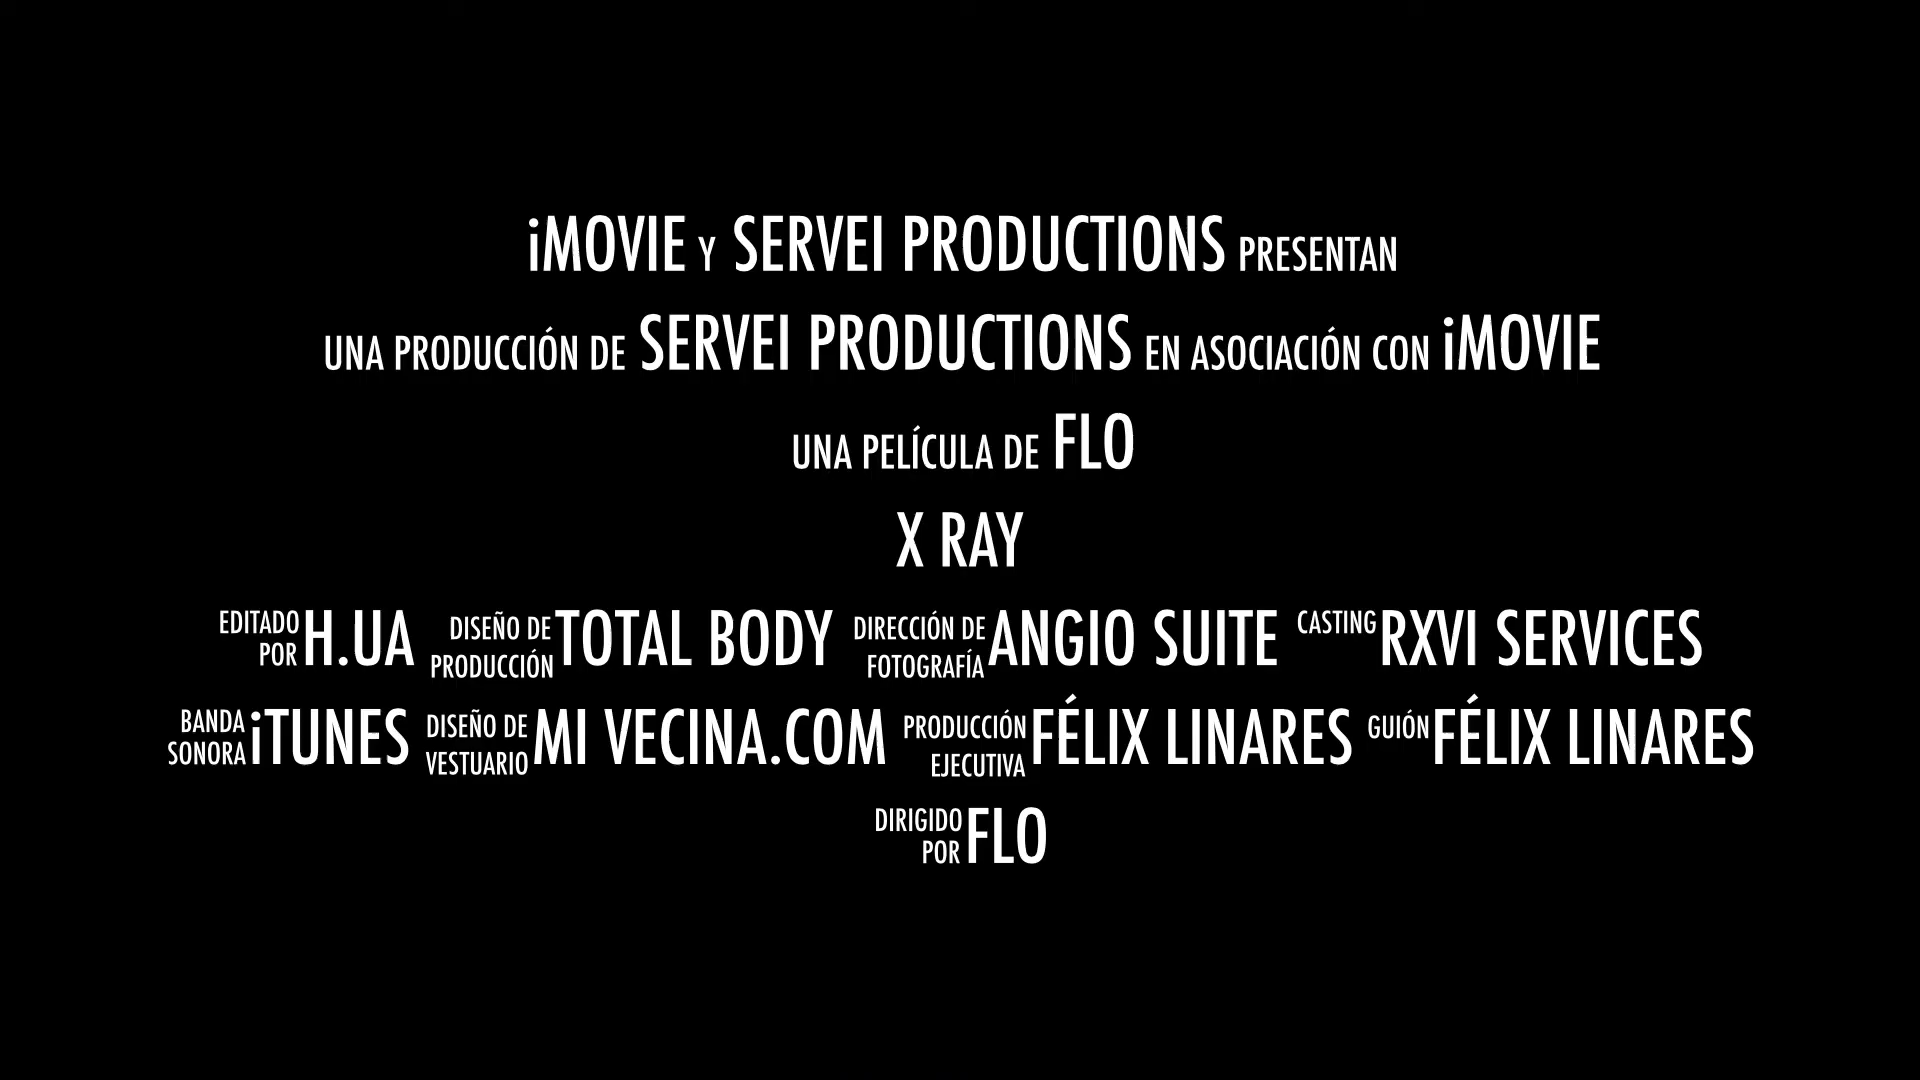 iMOVIE Y SERVEI PRODUCTIONS PRESENTAN
UNA PRODUCCIÓN DE SERVEI PRODUCTIONS EN ASOCIACIÓN CON iMOVIE
UNA PELÍCULA DE FLO
X RAY
EDITADO POR H.UA DISEÑO DE PRODUCCIÓN TOTAL BODY DIRECCIÓN DE FOTOGRAFÍA ANGIO SUITE CASTING RXVI SERVICES
BANDA SONORA iTUNES DISEÑO DE VESTUARIO MI VECINA.COM PRODUCCIÓN EJECUTIVA FÉLIX LINARES GUIÓN FÉLIX LINARES
DIRIGIDO POR FLO